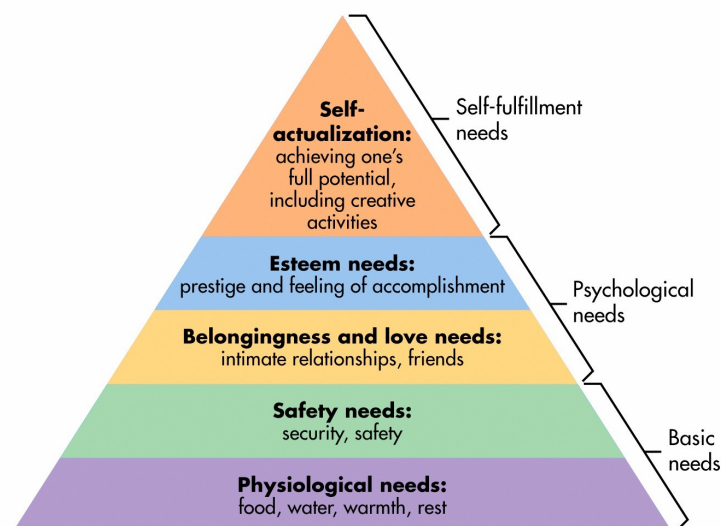 Self-
actualization:
achieving one's
full potential,
including creative
activities
Self-fulfillment
needs
Esteem needs:
prestige and feeling of accomplishment
Psychological
needs
Belongingness and love needs:
intimate relationships, friends
Safety needs:
security, safety
Basic
needs
Physiological needs:
food, water, warmth, rest